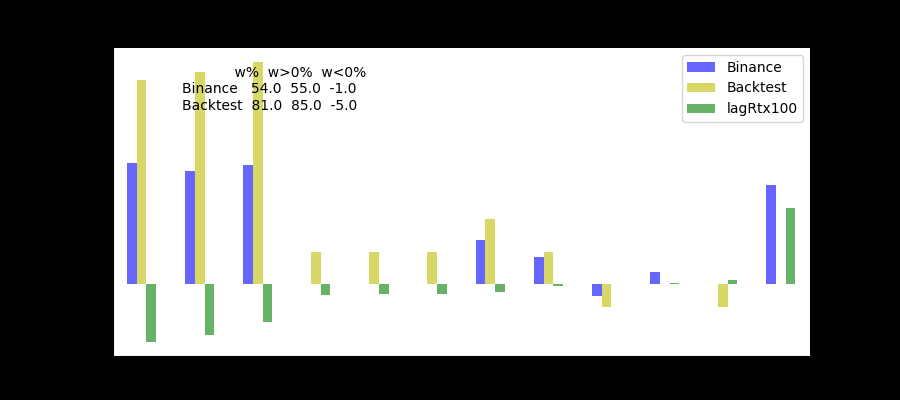 w%  w>0%  w<0%
Binance   54.0  55.0  -1.0
Backtest  81.0  85.0  -5.0
Binance
Backtest
lagRtx100